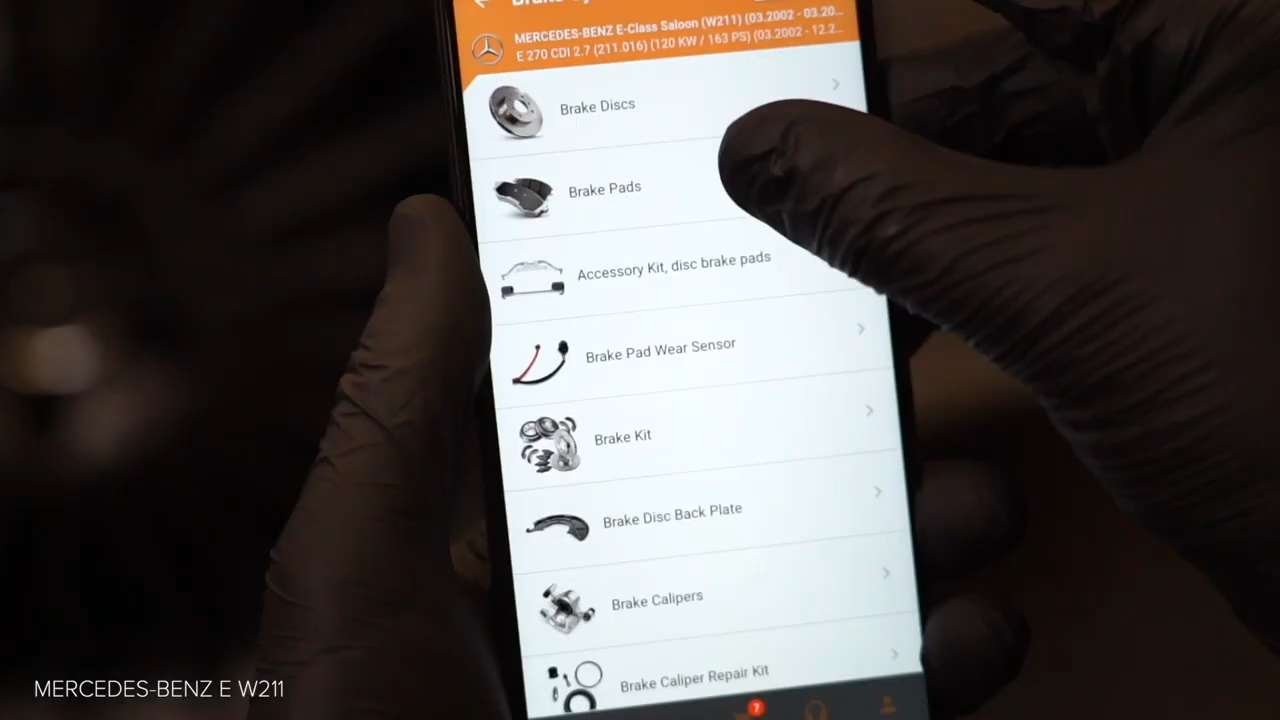 MERCEDES-BENZ E-Class Saloon (W211) (03.2002 - 03.20...
E 270 CDI 2.7 (211.016) (120 KW / 163 PS) (03.2002 - 12.2...
Brake Discs
Brake Pads
Accessory Kit, disc brake pads
Brake Pad Wear Sensor
Brake Kit
Brake Disc Back Plate
Brake Calipers
Brake Caliper Repair Kit
MERCEDES-BENZ E W211